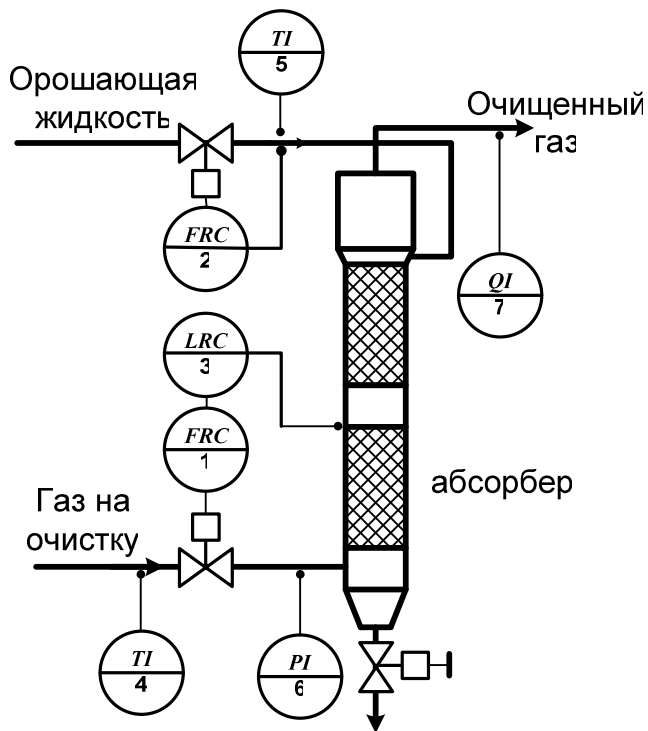 TI
5
Орошающая
жидкость
Очищенный
газ
FRC
2
QI
7
LRC
3
FRC
1
абсорбер
Газ на
очистку
TI
4
PI
6